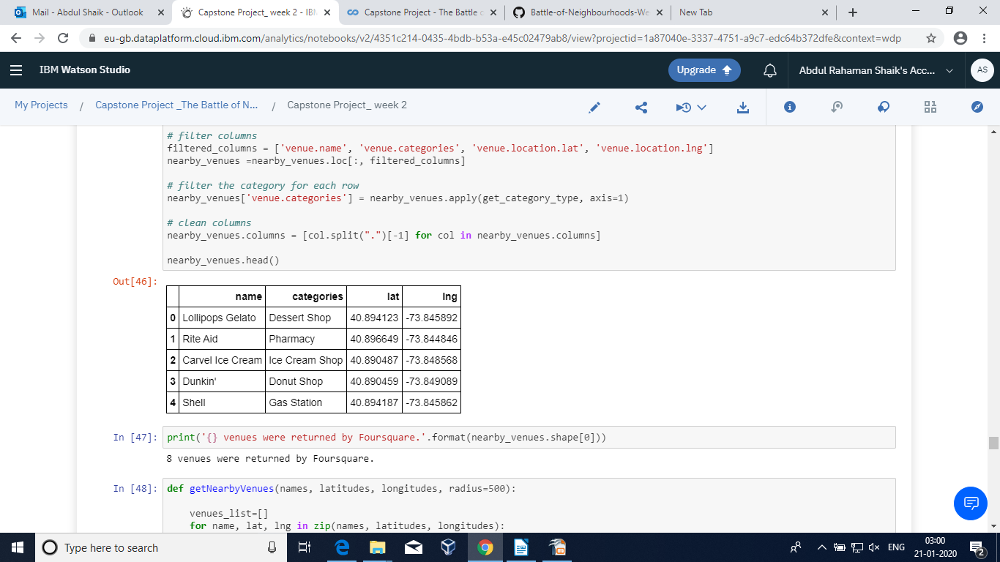 Mail - Abdul Shaik - Outlook
Capstone Project_ week 2 - IBM
Capstone Project - The Battle o
Battle-of-Neighbourhoods-We
New Tab
eu-gb.dataplatform.cloud.ibm.com/analytics/notebooks/v2/4351c214-0435-4bdb-b53a-e45c02479ab8/view?projectid=1a87040e-3337-4751-a9c7-edc64b372dfe&context=wdp
IBM Watson Studio
Upgrade
Abdul Rahaman Shaik's Acc...
AS
My Projects / Capstone Project _The Battle of N... / Capstone Project_ week 2
# filter columns
filtered_columns = ['venue.name', 'venue.categories', 'venue.location.lat', 'venue.location.lng']
nearby_venues =nearby_venues.loc[:, filtered_columns]
# filter the category for each row
nearby_venues['venue.categories'] = nearby_venues.apply(get_category_type, axis=1)
# clean columns
nearby_venues.columns = [col.split(".")[-1] for col in nearby_venues.columns]
nearby_venues.head()
Out[46]:
name categories lat lng
0 Lollipops Gelato Dessert Shop 40.894123 -73.845892
1 Rite Aid Pharmacy 40.896649 -73.844846
2 Carvel Ice Cream Ice Cream Shop 40.890487 -73.848568
3 Dunkin' Donut Shop 40.890459 -73.849089
4 Shell Gas Station 40.894187 -73.845862
In [47]: print('{} venues were returned by Foursquare.'.format(nearby_venues.shape[0]))
8 venues were returned by Foursquare.
In [48]: def getNearbyVenues(names, latitudes, longitudes, radius=500):
venues_list=[]
for name, lat, lng in zip(names, latitudes, longitudes):
Type here to search
ENG
03:00
21-01-2020
2